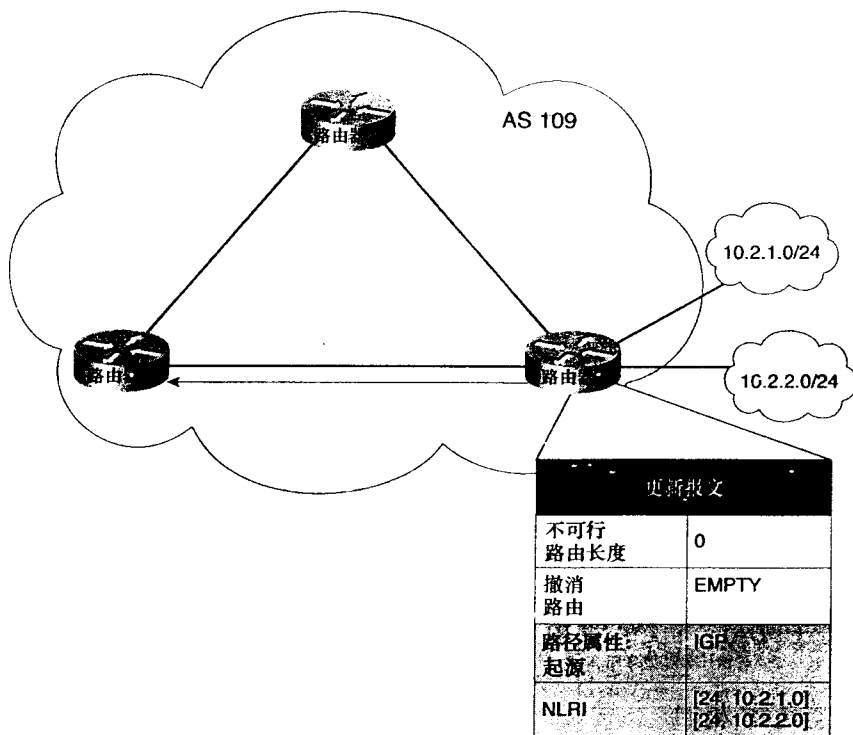 路由器
AS 109
10.2.1.0/24
路由
路由
10.2.2.0/24
更新报文
不可行
路由长度
0
撤消
路由
EMPTY
路径属性:
起源
IGP
NLRI
[24, 10.2.1.0]
[24, 10.2.2.0]